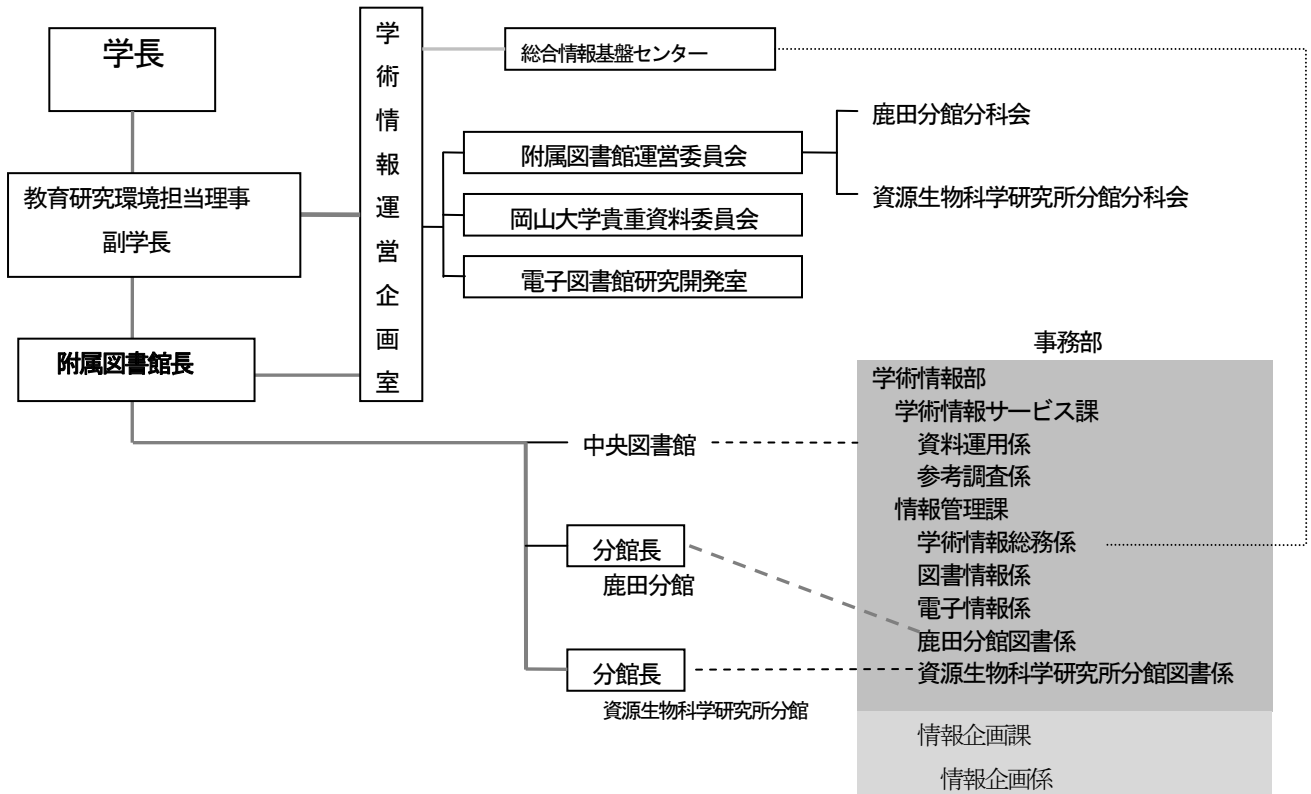 学長
教育研究環境担当理事
副学長
附属図書館長
学術情報運営企画室
総合情報基盤センター
附属図書館運営委員会
岡山大学貴重資料委員会
電子図書館研究開発室
鹿田分館分科会
資源生物科学研究所分館分科会
中央図書館
分館長
鹿田分館
分館長
資源生物科学研究所分館
事務部
学術情報部
学術情報サービス課
資料運用係
参考調査係
情報管理課
学術情報総務係
図書情報係
電子情報係
鹿田分館図書係
資源生物科学研究所分館図書係
情報企画課
情報企画係